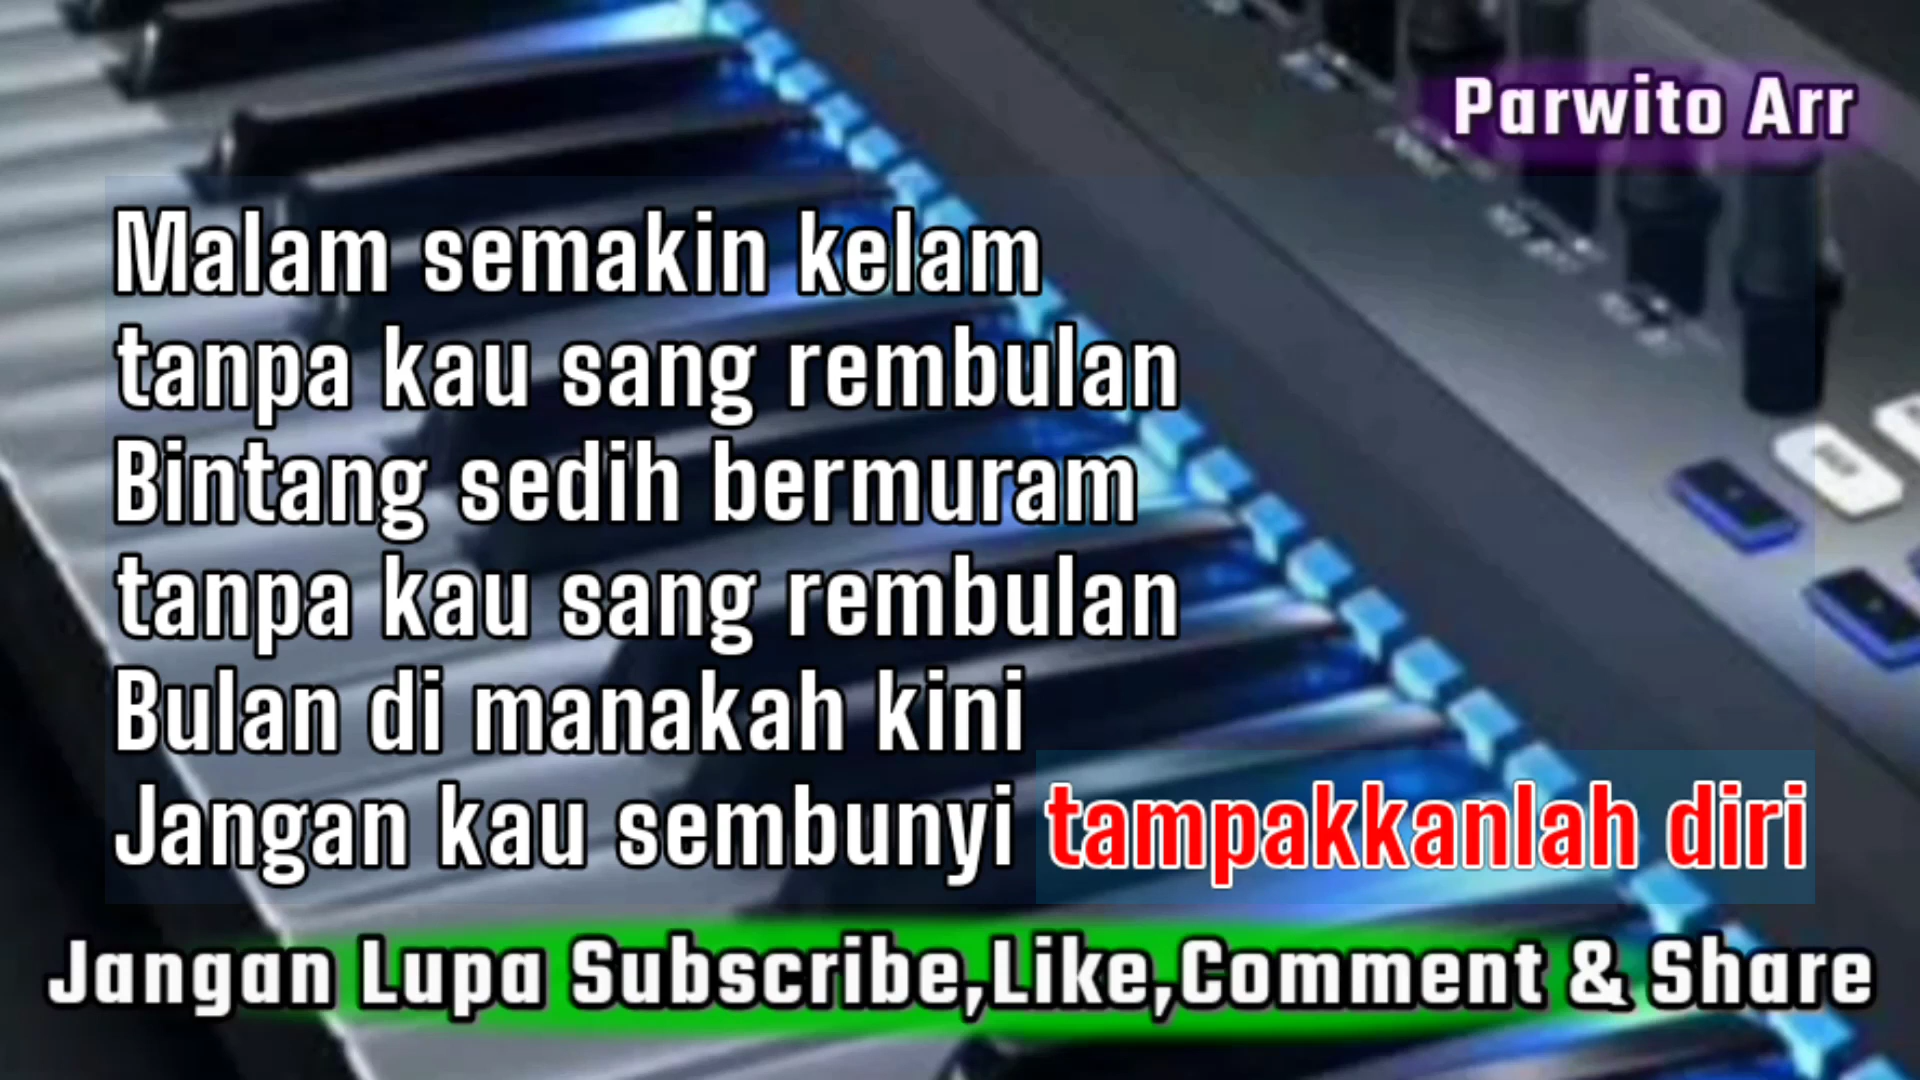 Parwito Arr
Malam semakin kelam
tanpa kau sang rembulan
Bintang sedih bermuram
tanpa kau sang rembulan
Bulan di manakah kini
Jangan kau sembunyi tampakkanlah diri
Jangan Lupa Subscribe,Like,Comment & Share